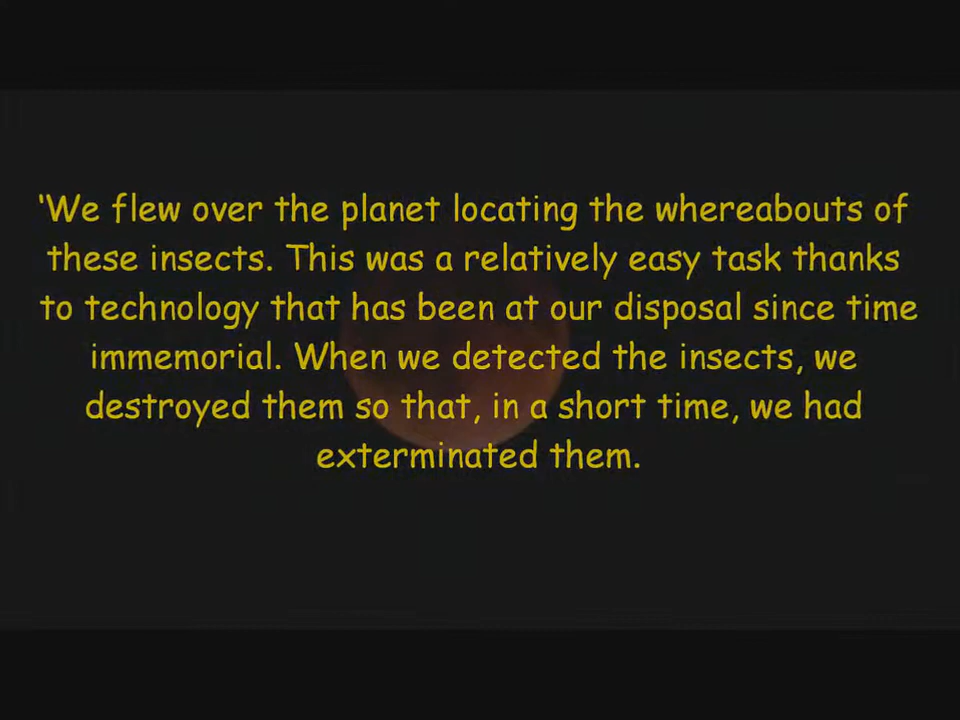 ‘We flew over the planet locating the whereabouts of
these insects. This was a relatively easy task thanks
to technology that has been at our disposal since time
immemorial. When we detected the insects, we
destroyed them so that, in a short time, we had
exterminated them.